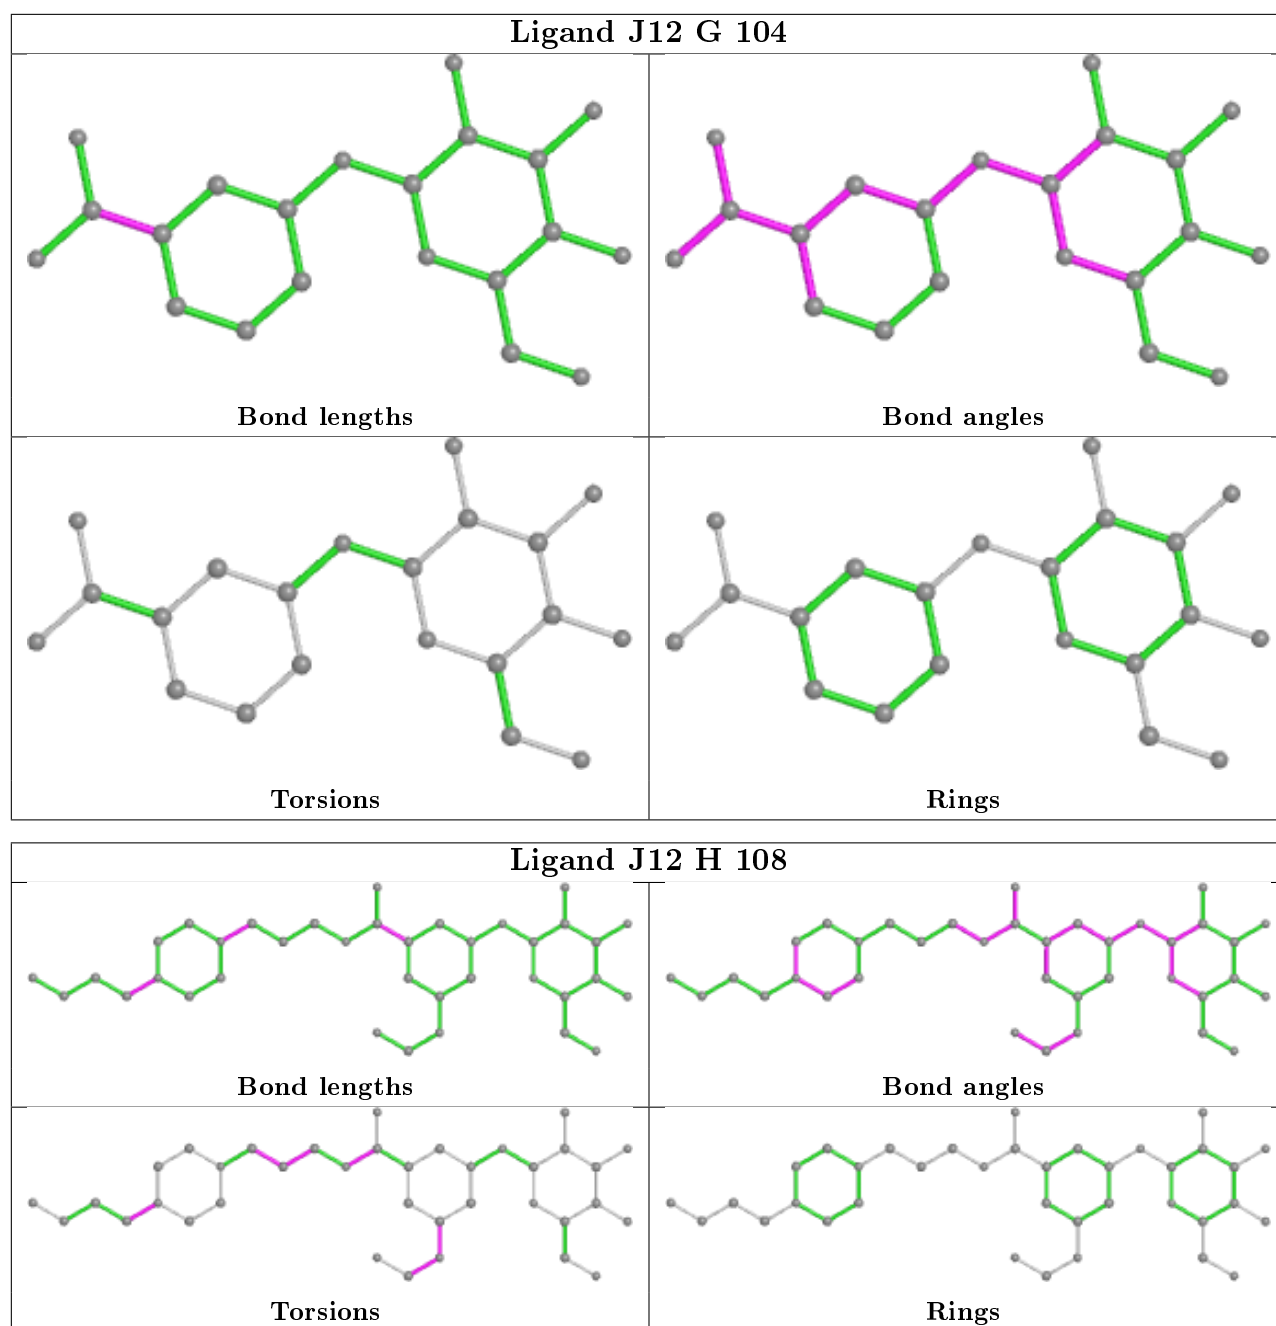 Ligand J12 G 104
Bond lengths
Bond angles
Torsions
Rings
Ligand J12 H 108
Bond lengths
Bond angles
Torsions
Rings